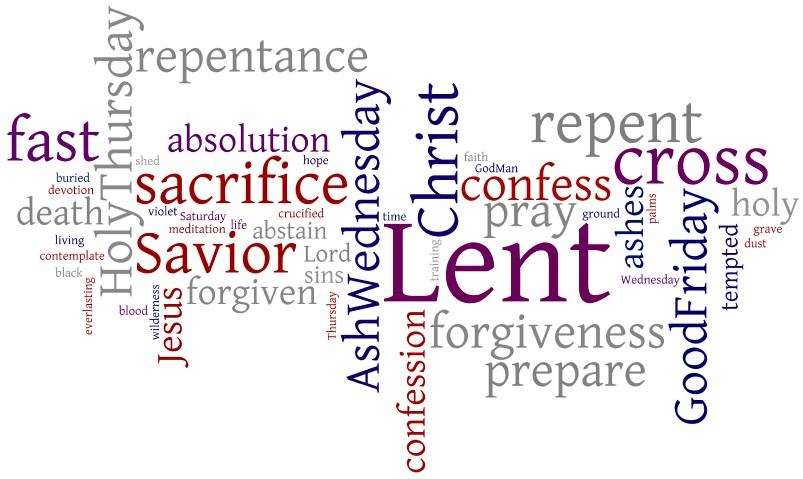 HolyThursday
repentance
fast
absolution
shed
hope
AshWednesday
Christ
repent
cross
faith
GodMan
confess
buried
devotion
sacrifice
death
violet
Saturday
crucified
meditation
life
abstain
time
pray
ground
ashes
palms
holy
grave
dust
living
contemplate
black
Savior
Lord
sins
Lent
training
GoodFriday
tempted
Wednesday
everlasting
blood
wilderness
Jesus
forgiven
Thursday
confession
forgiveness
prepare